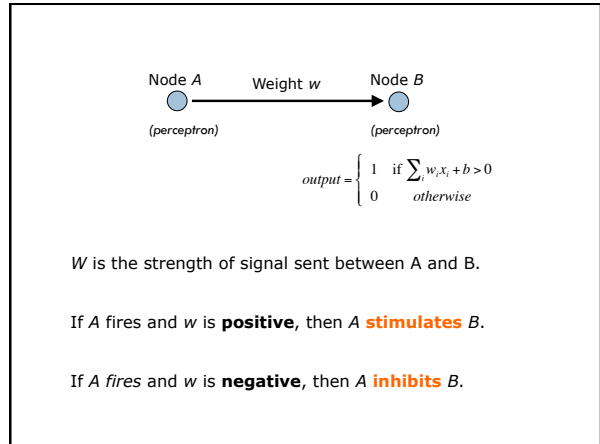 Node A Weight w Node B
(perceptron) (perceptron)
output = { 1 if ∑ᵢ wᵢxᵢ + b > 0
0 otherwise
W is the strength of signal sent between A and B.
If A fires and w is positive, then A stimulates B.
If A fires and w is negative, then A inhibits B.